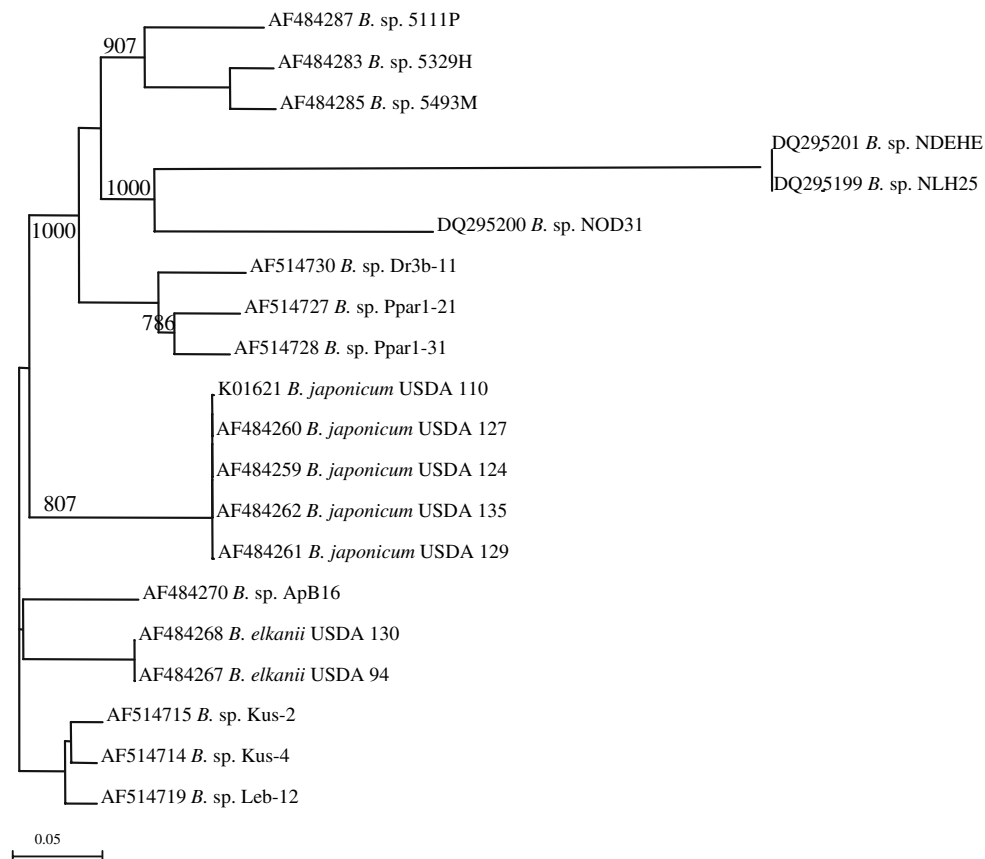 AF484287 B. sp. 5111P
907
AF484283 B. sp. 5329H
AF484285 B. sp. 5493M
DQ295201 B. sp. NDEHE
1000
DQ295199 B. sp. NLH25
DQ295200 B. sp. NOD31
1000
AF514730 B. sp. Dr3b-11
AF514727 B. sp. Ppar1-21
786
AF514728 B. sp. Ppar1-31
K01621 B. japonicum USDA 110
AF484260 B. japonicum USDA 127
AF484259 B. japonicum USDA 124
807
AF484262 B. japonicum USDA 135
AF484261 B. japonicum USDA 129
AF484270 B. sp. ApB16
AF484268 B. elkanii USDA 130
AF484267 B. elkanii USDA 94
AF514715 B. sp. Kus-2
AF514714 B. sp. Kus-4
AF514719 B. sp. Leb-12
0.05